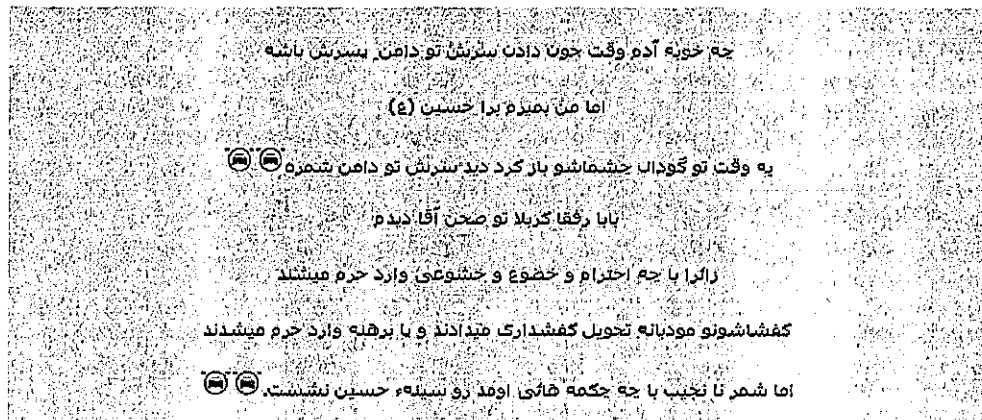 چه خوبه آدم وقت جون دادن سرش تو دامن پسرش باشه
اما من بمیرم برا حسین (ع)
یه وقت تو گودال چشماشو باز کرد دید سرش تو دامن شمره
بابا رفقا کربلا تو صحن آقا دیدم
زائرا با چه احترام و خضوع و خشوعی وارد حرم میشند
کفشاشونو مودبانه تحویل کفشداری میدادند و پا برهنه وارد حرم میشدند
اما شمر نا نجیب با چه چکمه هائی اومد رو سینهء حسین نشست.